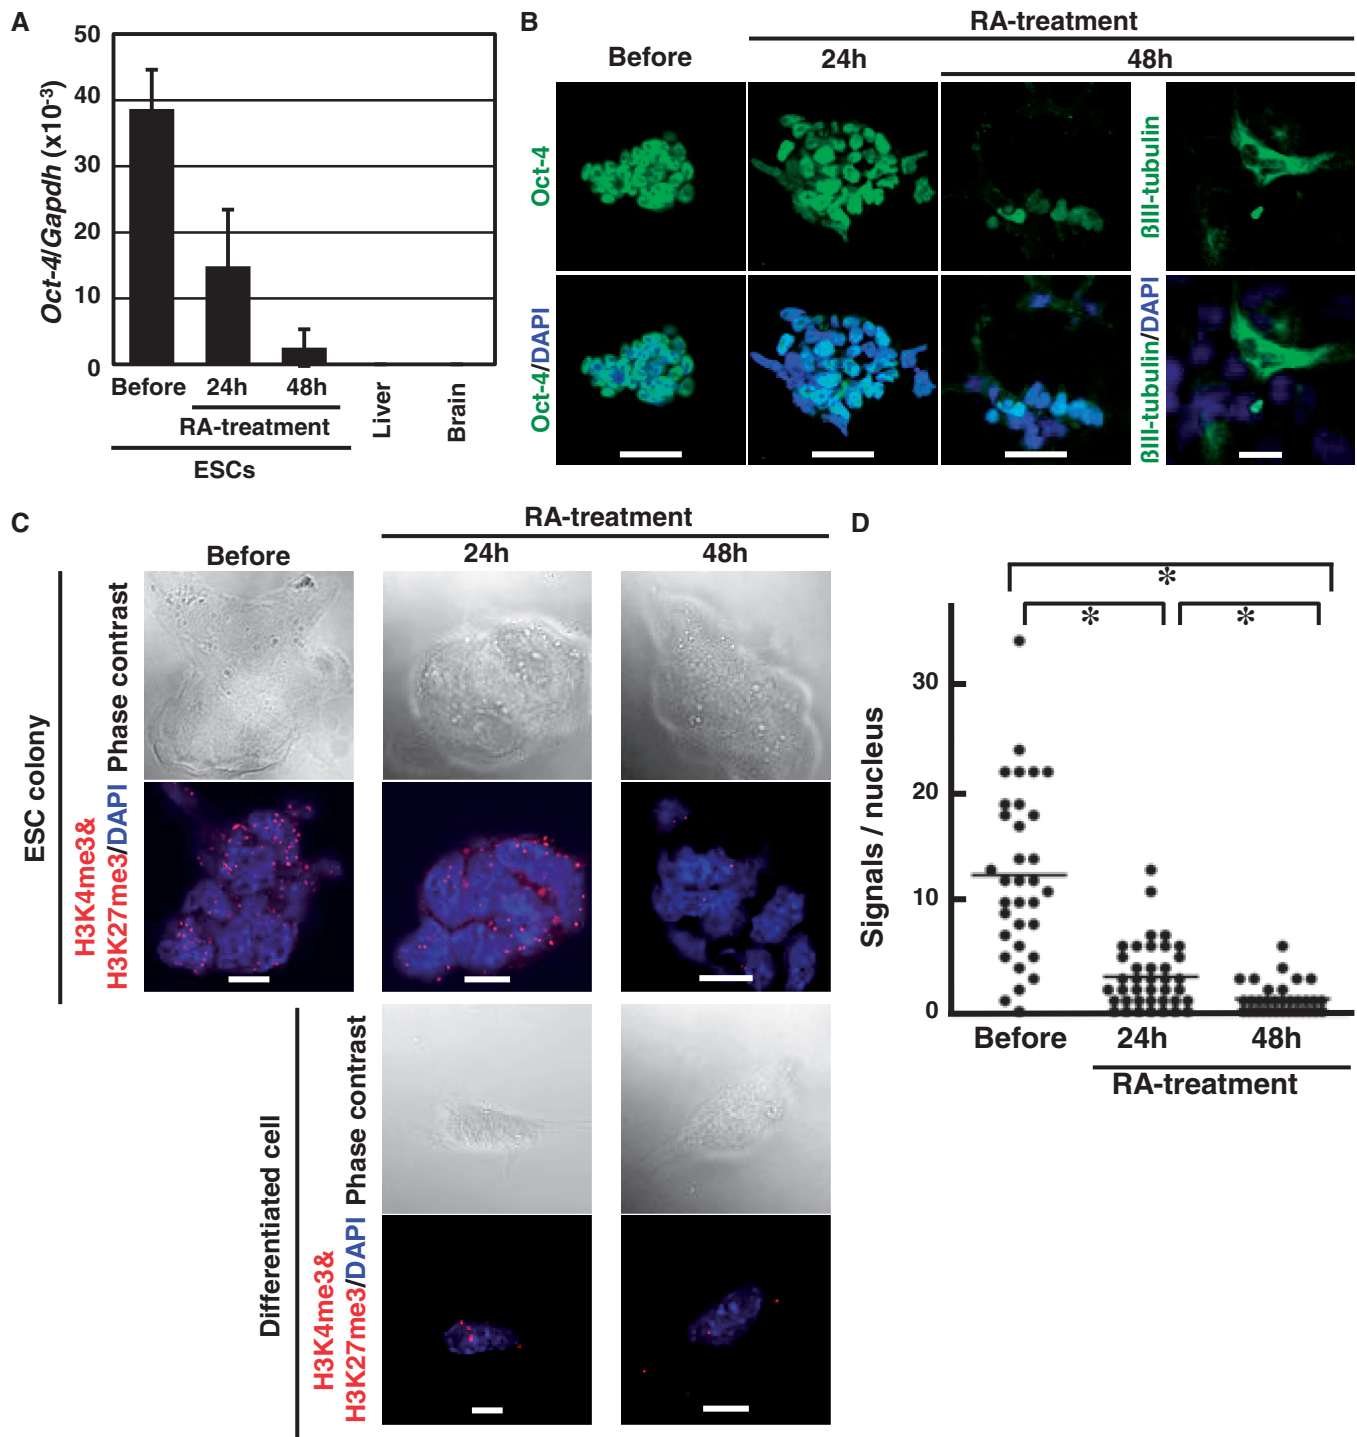 A
50
40
30
20
10
0
Oct-4/Gapdh (x10-3)
Before
24h
48h
Liver
Brain
RA-treatment
ESCs
B
RA-treatment
Before
24h
48h
Oct-4
ßIII-tubulin
Oct-4/DAPI
ßIII-tubulin/DAPI
C
RA-treatment
Before
24h
48h
ESC colony
Phase contrast
H3K4me3&
H3K27me3/DAPI
Differentiated cell
Phase contrast
H3K4me3&
H3K27me3/DAPI
D
*
*
*
30
20
10
0
Signals / nucleus
Before
24h
48h
RA-treatment